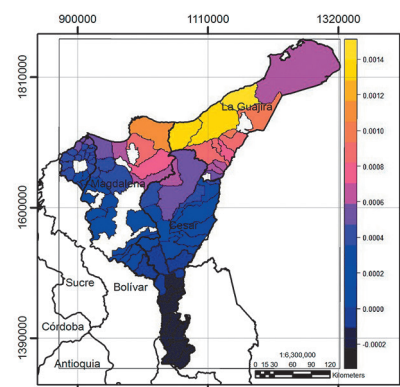 9000000 1110000 1320000
1810000
1600000
1390000
La Guajira
Magdalena
Cesar
Sucre
Bolívar
Córdoba
Antioquia
0.0014
0.0012
0.0010
0.0008
0.0006
0.0004
0.0002
0.0000
-0.0002
1:6,300,000
0 15 30 60 90 120
Kilometers